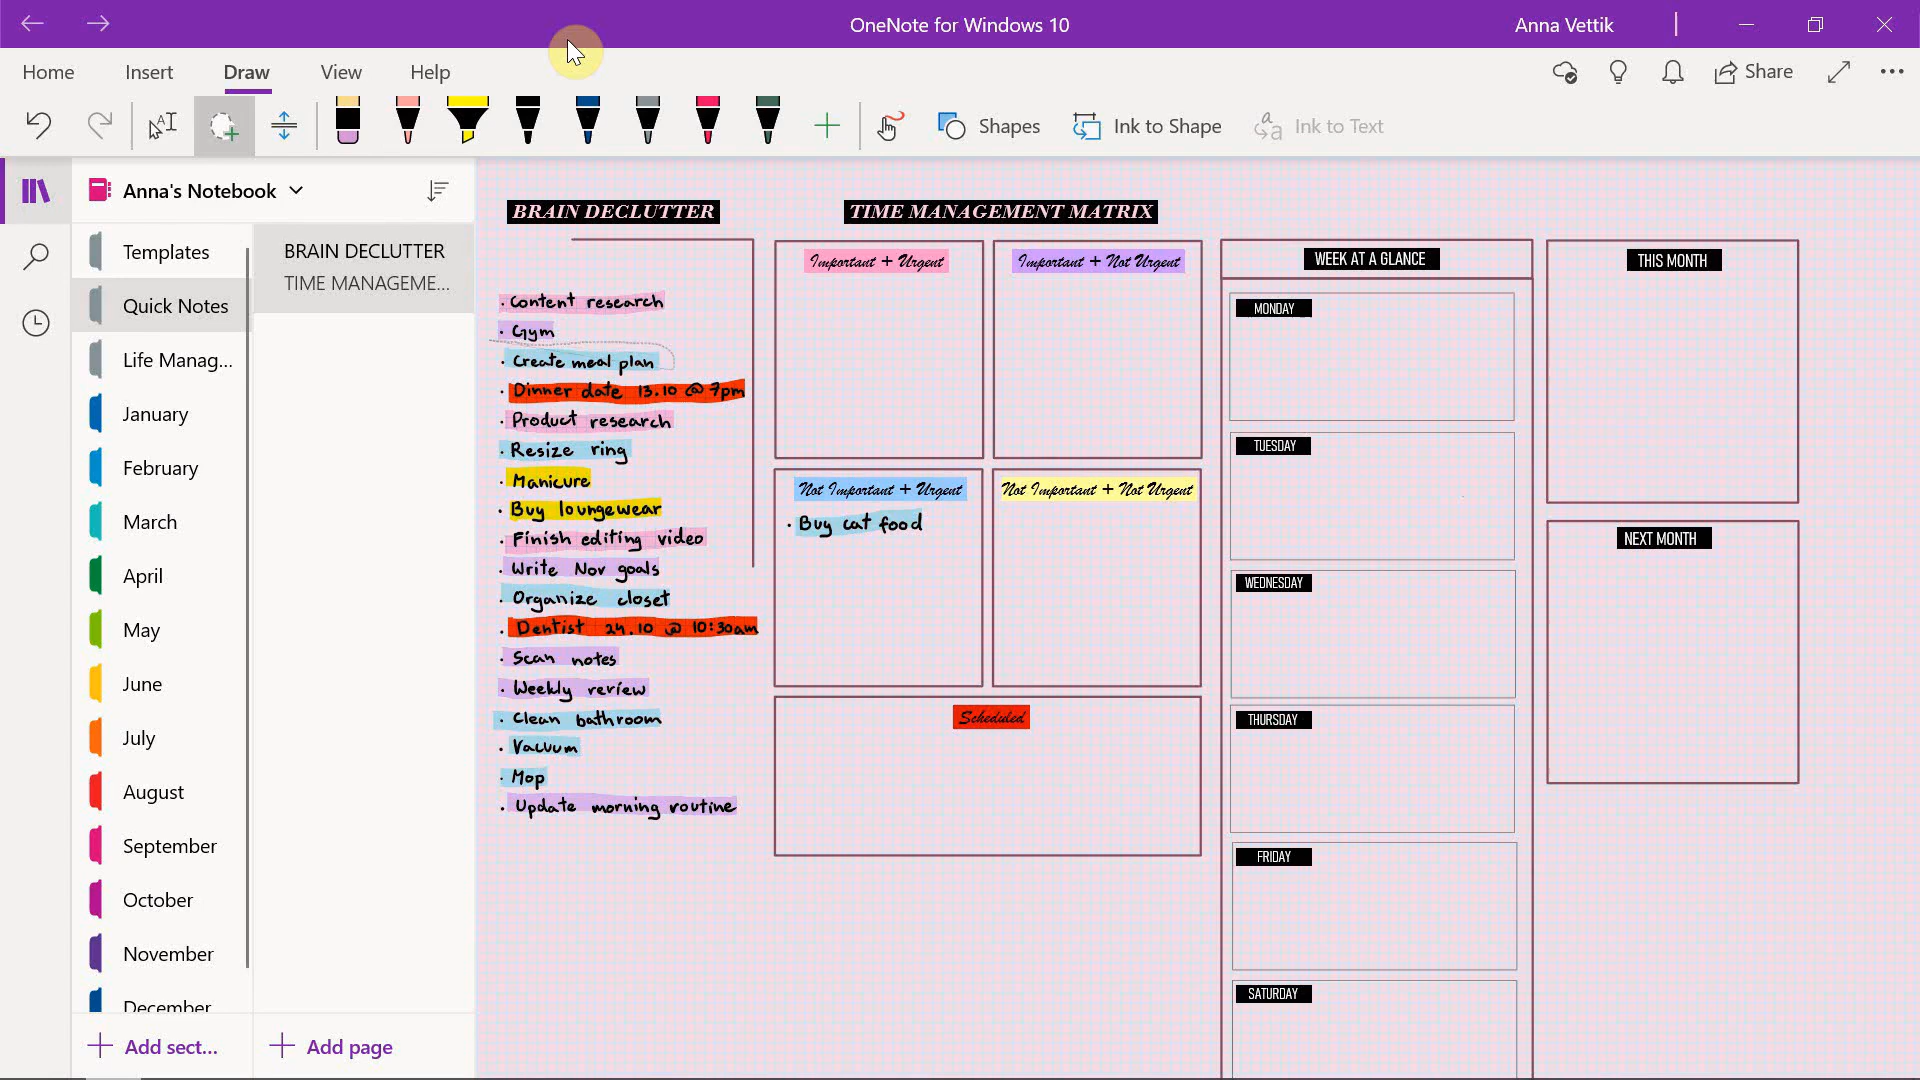 OneNote for Windows 10
Anna Vettik
Home
Insert
Draw
View
Help
Share
Shapes
Ink to Shape
Ink to Text
Anna's Notebook
Templates
Quick Notes
Life Manag...
January
February
March
April
May
June
July
August
September
October
November
December
Add sect...
BRAIN DECLUTTER
TIME MANAGEME...
Add page
BRAIN DECLUTTER
· Content research
· Gym
· Create meal plan
· Dinner date 13.10 @ 7pm
· Product research
· Resize ring
· Manicure
· Buy loungewear
· Finish editing video
· Write Nov goals
· Organize closet
· Dentist 24.10 @ 10:30am
· Scan notes
· Weekly review
· Clean bathroom
· Vacuum
· Mop
· Update morning routine
TIME MANAGEMENT MATRIX
Important + Urgent
Important + Not Urgent
Not Important + Urgent
· Buy cat food
Not Important + Not Urgent
Scheduled
WEEK AT A GLANCE
MONDAY
TUESDAY
WEDNESDAY
THURSDAY
FRIDAY
SATURDAY
THIS MONTH
NEXT MONTH